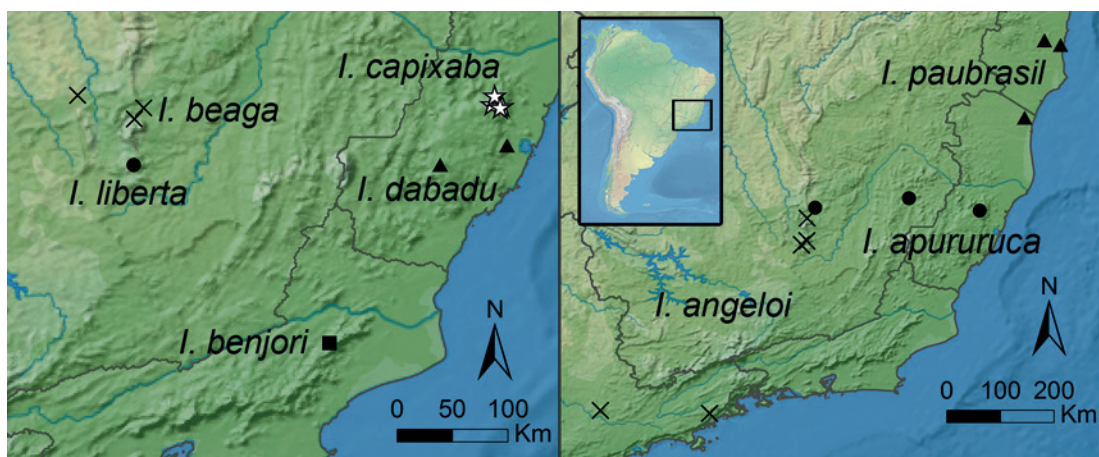 I. capixaba
I. beaga
I. liberta
I. dabadu
I. benjori
N
0 50 100
Km
I. paubrasil
I. apururuca
I. angeloi
N
0 100 200
Km